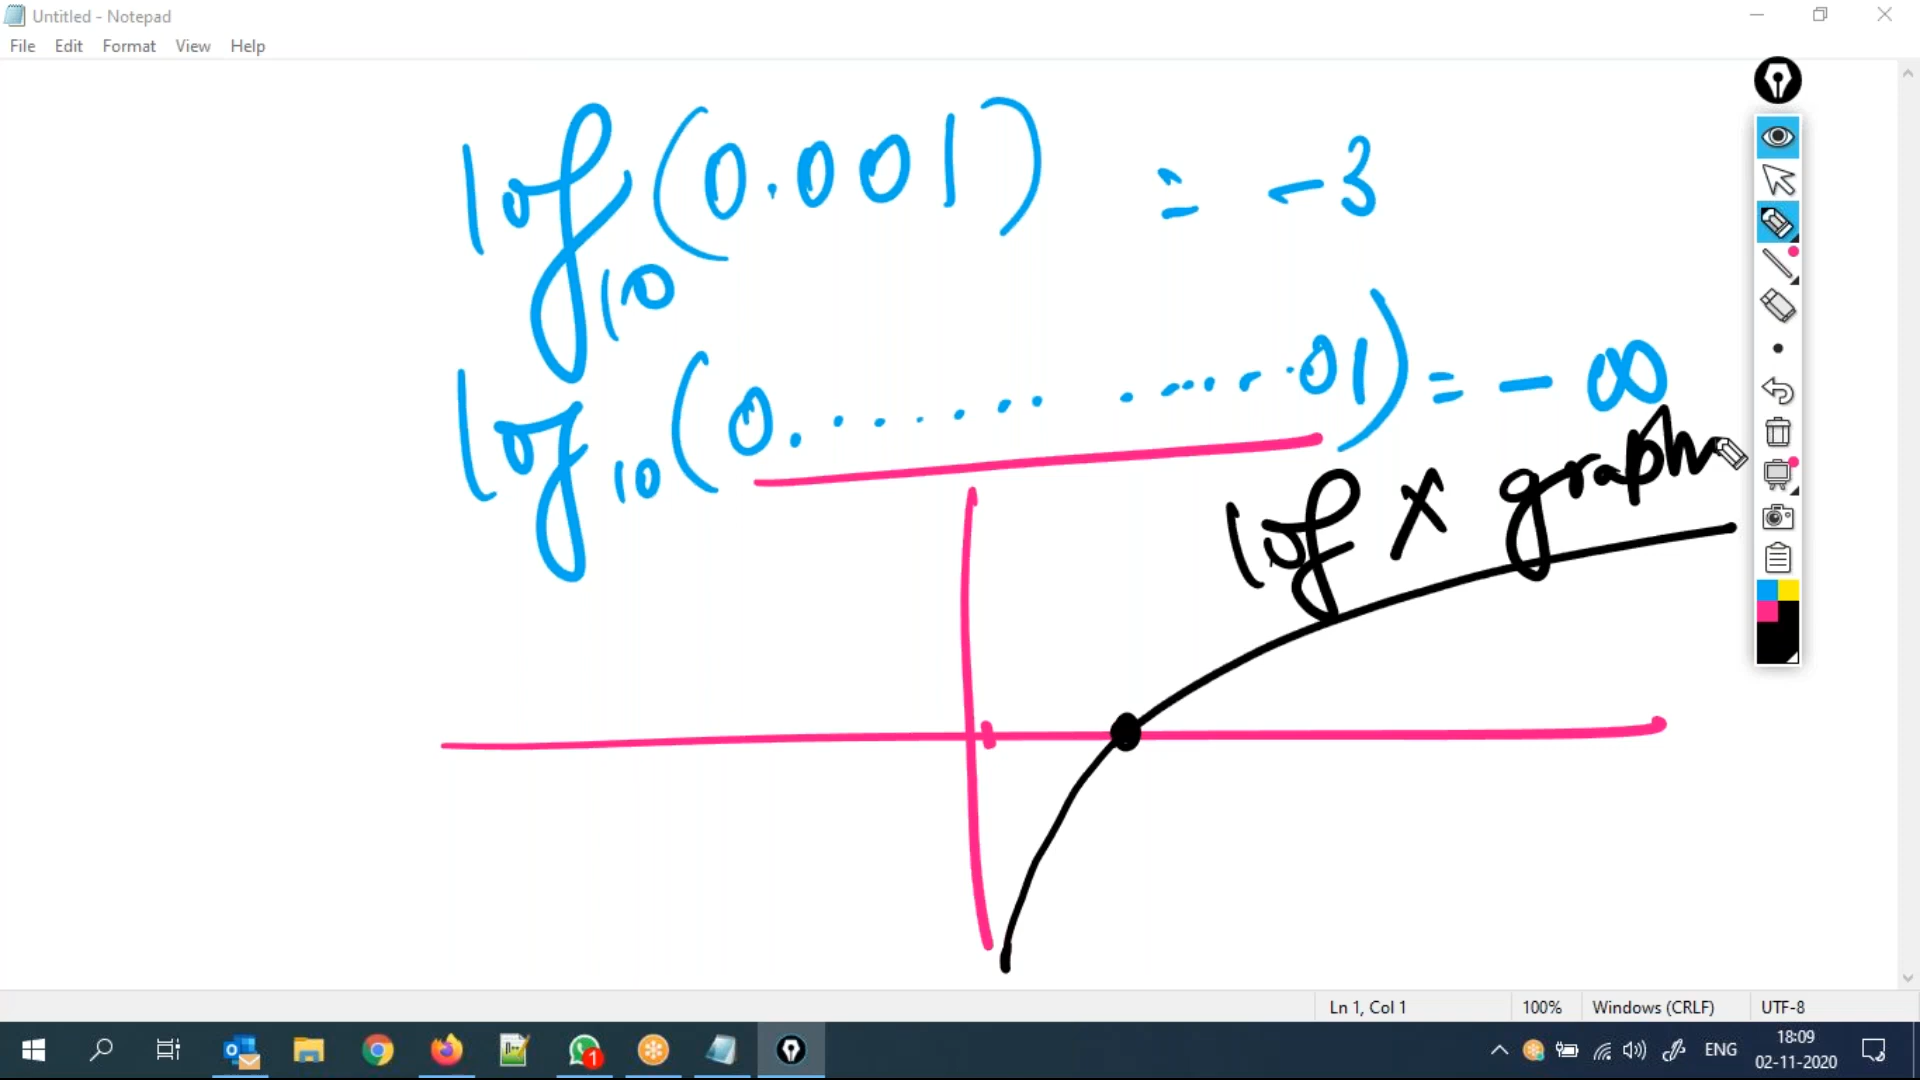 Untitled - Notepad
File Edit Format View Help
log10(0.001) = -3
log10(0................01) = -∞
log x graph
Ln 1, Col 1 100% Windows (CRLF) UTF-8
1
ENG
18:09
02-11-2020